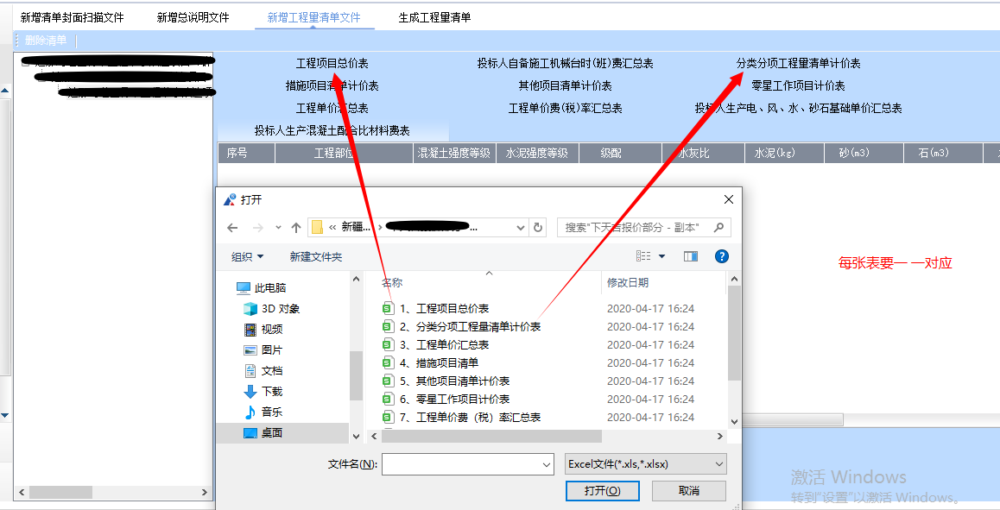 新增清单封面扫描文件 新增总说明文件 新增工程量清单文件 生成工程量清单
删除清单
工程项目总价表 投标人自备施工机械台时(班)费汇总表 分类分项工程量清单计价表
措施项目清单计价表 其他项目清单计价表 零星工作项目计价表
工程单价汇总表 工程单价费(税)率汇总表 投标人生产电、风、水、砂石基础单价汇总表
投标人生产混凝土配合比材料费表
序号 工程部位 混凝土强度等级 水泥强度等级 级配 水灰比 水泥(kg) 砂(m3) 石(m3)
打开
« 新疆... › ...
搜索"下天吉报价部分 - 副本"
组织 新建文件夹
每张表要一 一对应
名称 修改日期
此电脑
3D 对象
视频
图片
文档
下载
音乐
桌面
1、工程项目总价表 2020-04-17 16:24
2、分类分项工程量清单计价表 2020-04-17 16:24
3、工程单价汇总表 2020-04-17 16:24
4、措施项目清单 2020-04-17 16:24
5、其他项目清单计价表 2020-04-17 16:24
6、零星工作项目计价表 2020-04-17 16:24
7、工程单价费（税）率汇总表 2020-04-17 16:24
文件名(N): Excel文件(*.xls,*.xlsx)
打开(O) 取消
激活 Windows
转到"设置"以激活 Windows。